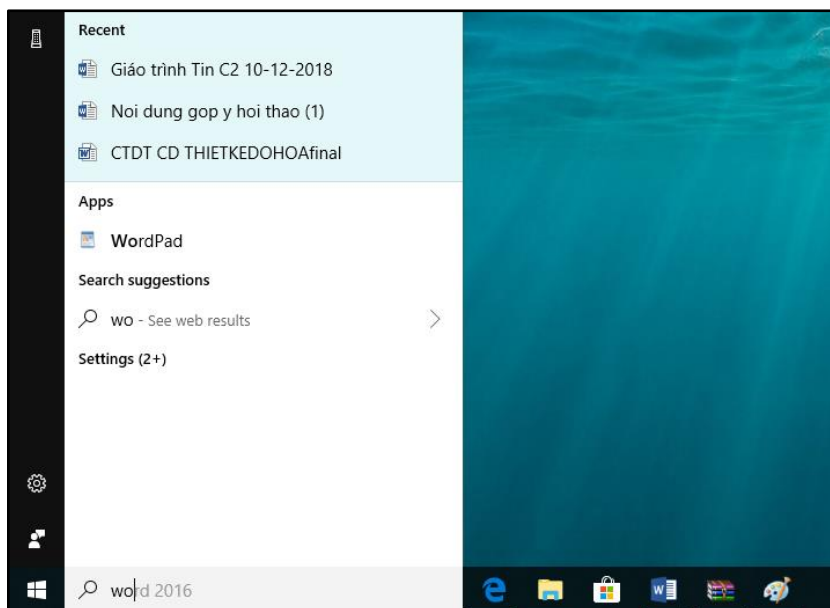 Recent
Giáo trình Tin C2 10-12-2018
Noi dung gop y hoi thao (1)
CTDT CD THIETKEDOHOAfinal
Apps
WordPad
Search suggestions
wo - See web results
Settings (2+)
word 2016